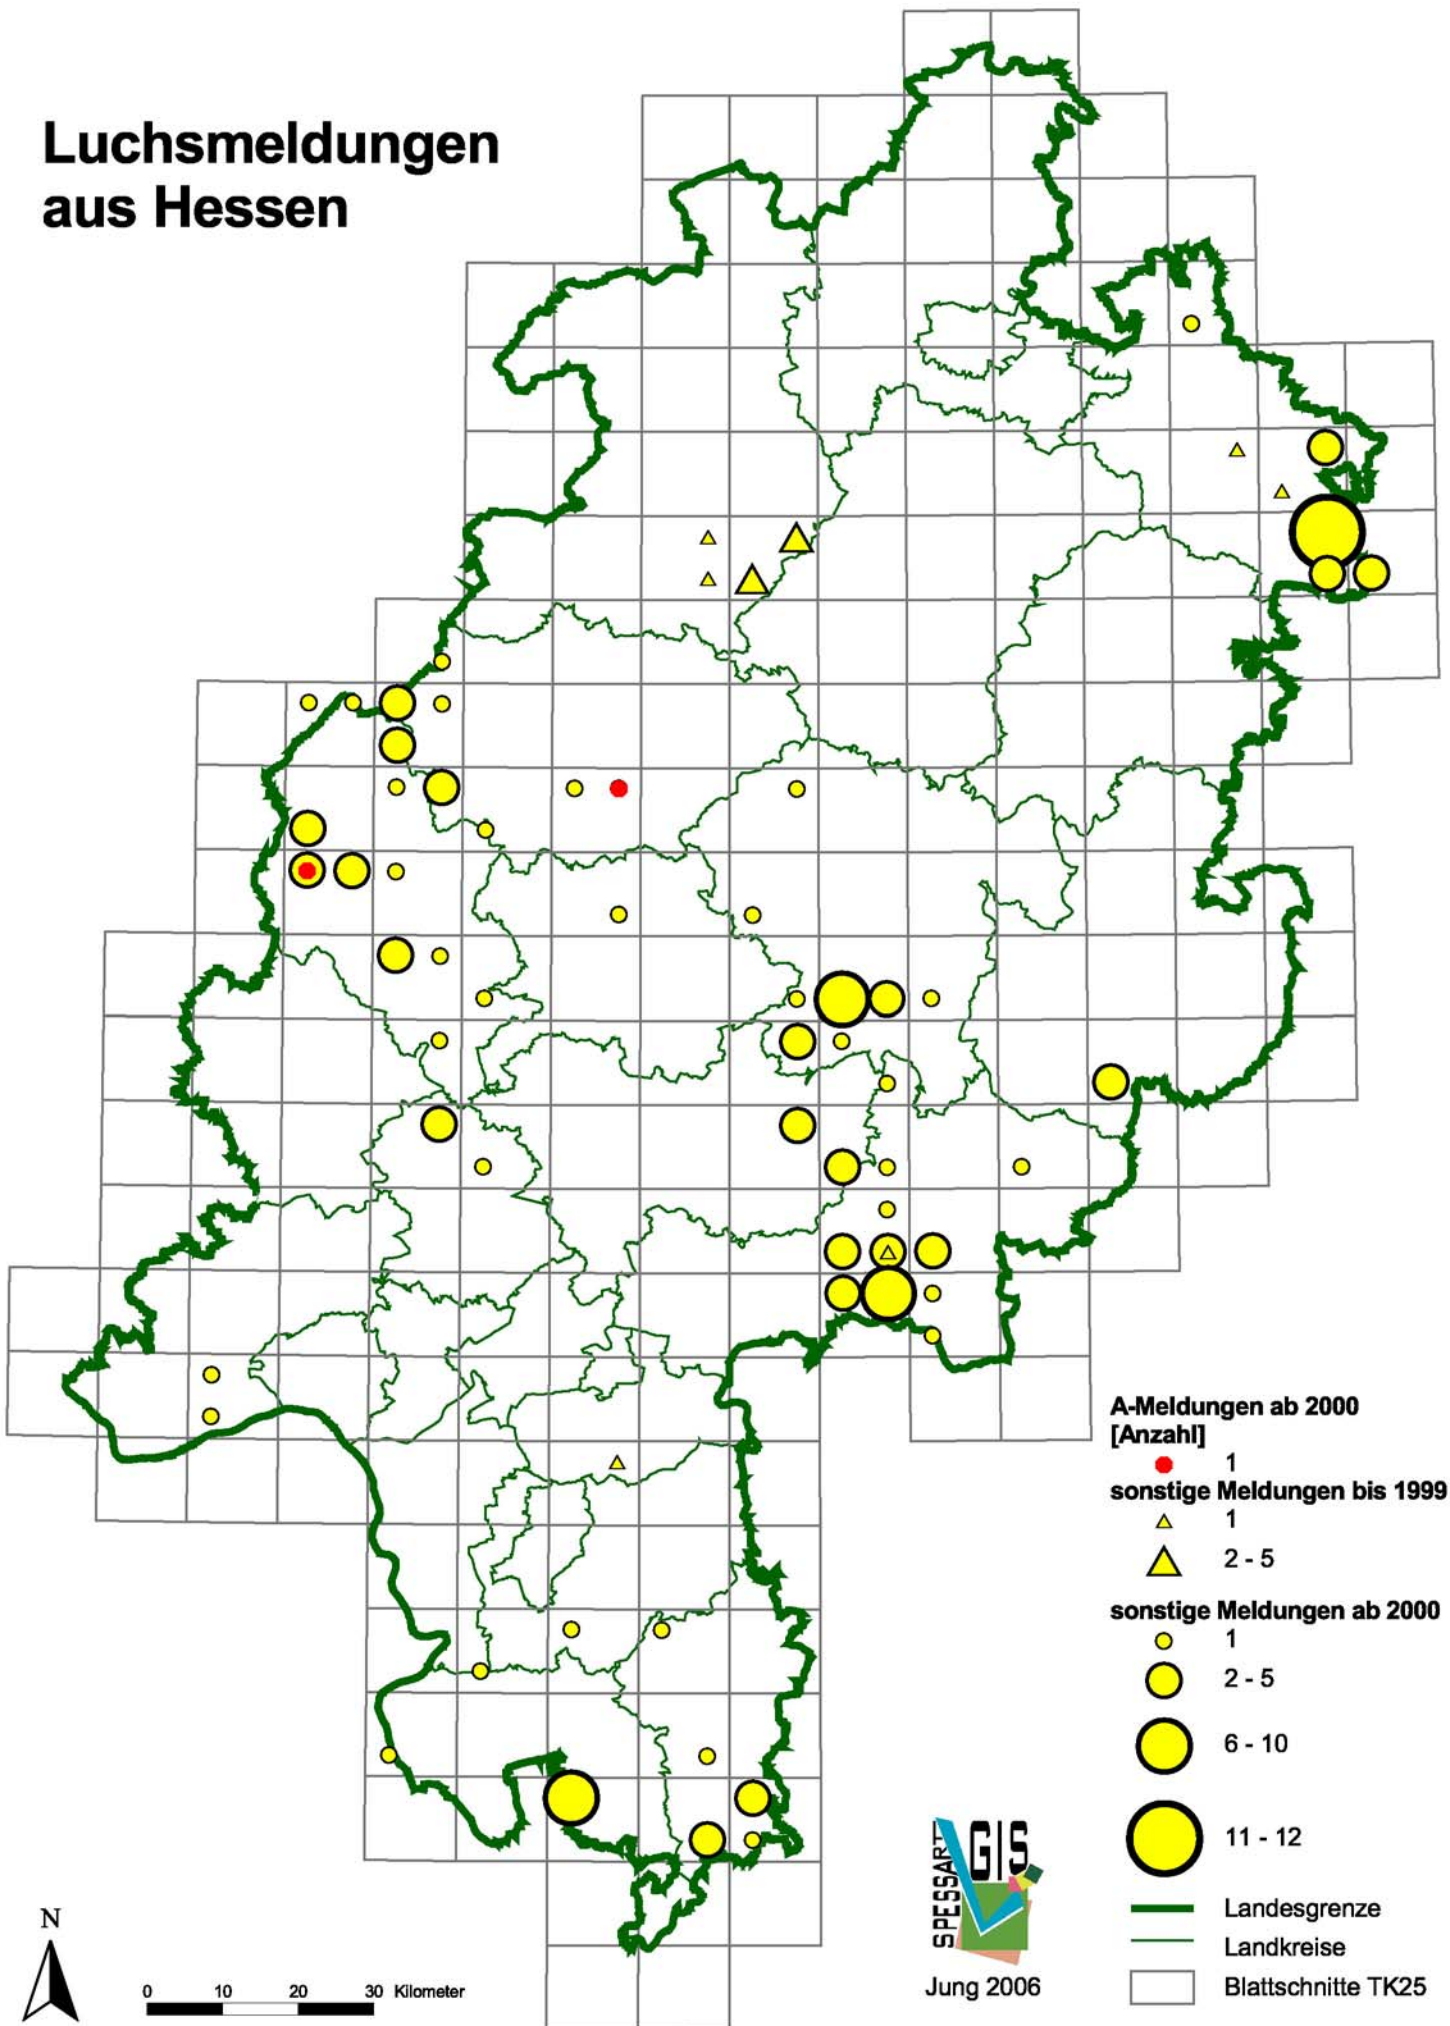 Luchsmeldungen
aus Hessen
A-Meldungen ab 2000
[Anzahl]
1
sonstige Meldungen bis 1999
1
2 - 5
sonstige Meldungen ab 2000
1
2 - 5
6 - 10
11 - 12
Landesgrenze
Landkreise
Blattschnitte TK25
SPESSART
GIS
Jung 2006
N
0 10 20 30 Kilometer